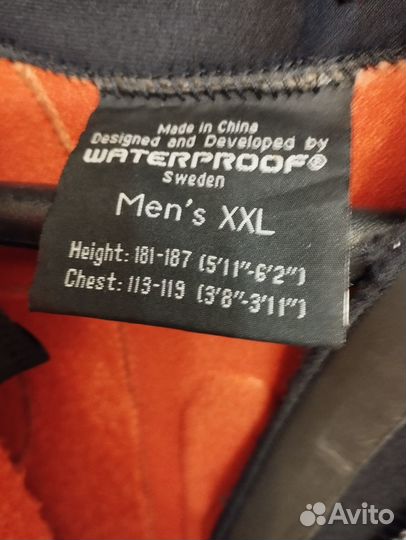 Made in China
Designed and Developed by
WATERPROOF®
Sweden
Men's XXL
Height: 181-187 (5'11"-6'2")
Chest: 113-119 (3'8"-3'11")
Avito